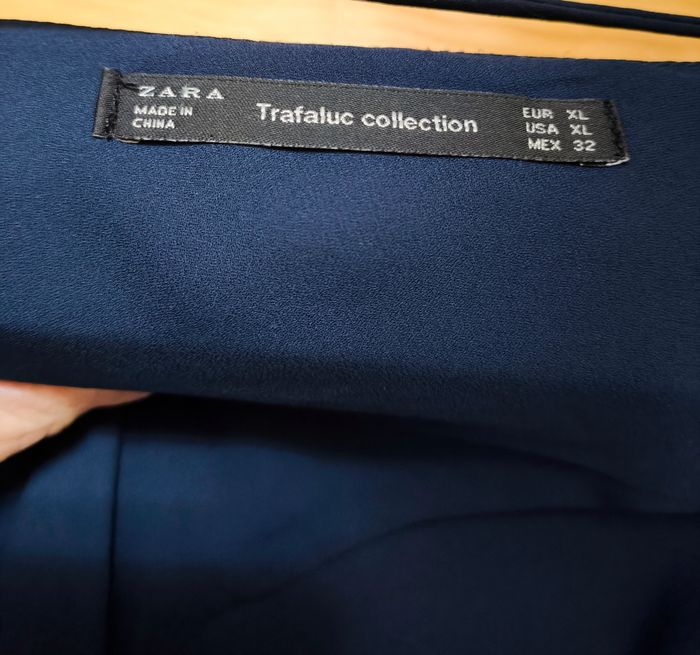 ZARA
MADE IN
CHINA
Trafaluc collection
EUR XL
USA XL
MEX 32